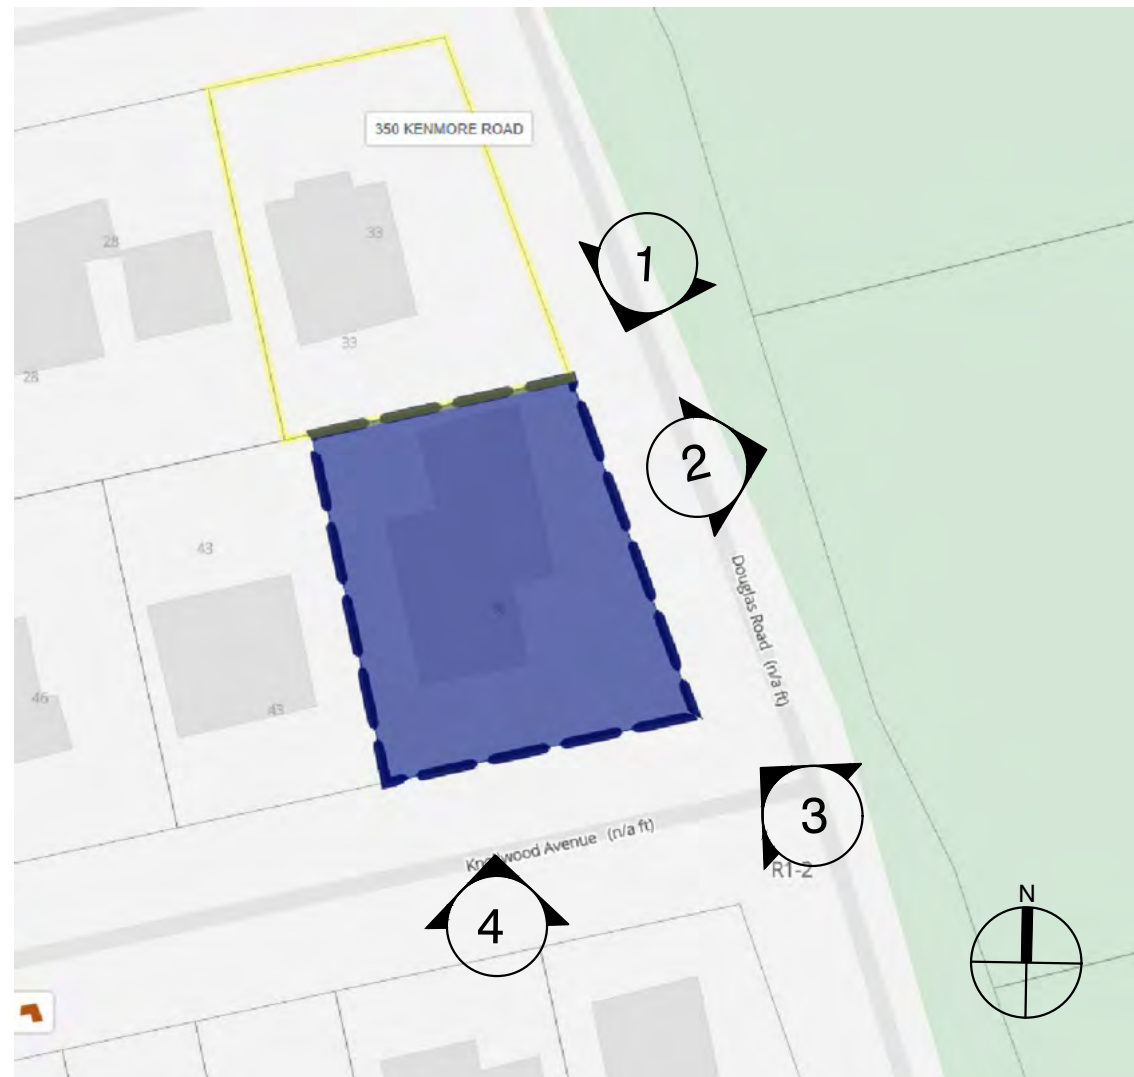 350 KENMORE ROAD
33
28
1
33
28
2
43
Douglas Road (n/a ft)
46
43
3
Knollwood Avenue (n/a ft)
R1-2
4
N